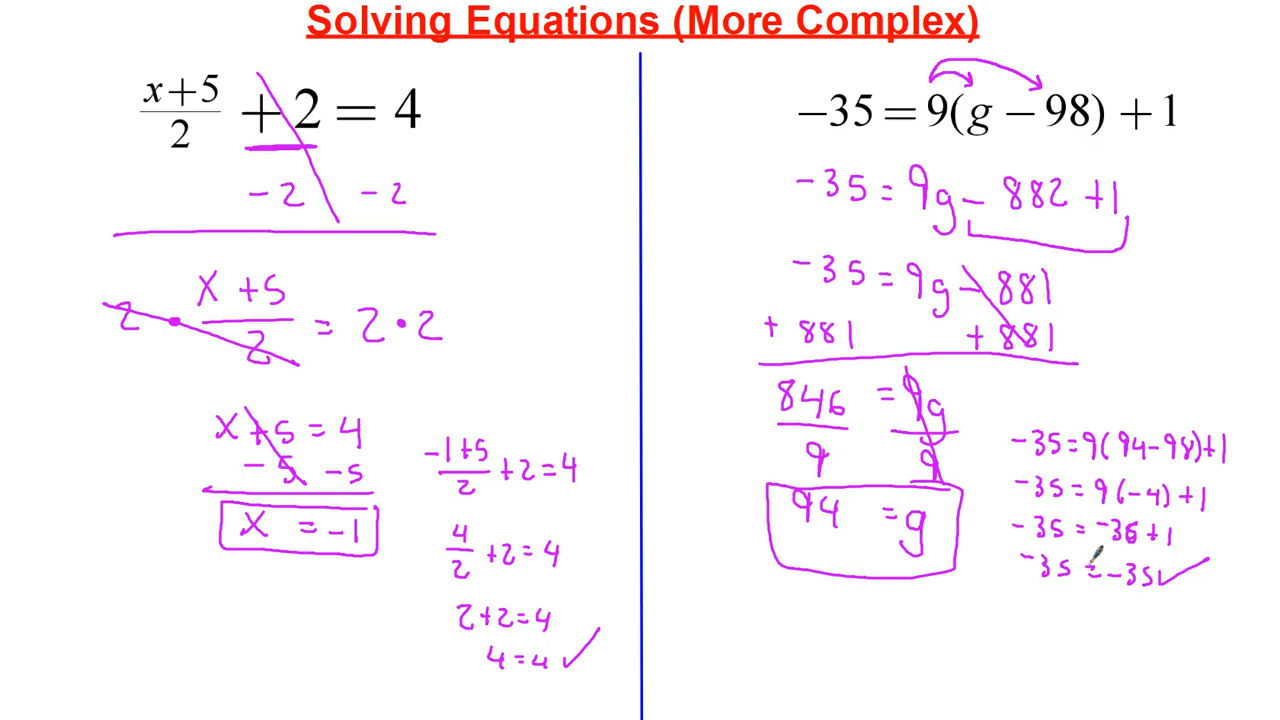 Solving Equations (More Complex)
x+5/2 + 2 = 4
- 2 - 2
2 • x + 5/2 = 2 • 2
x + 5 = 4
- 5 - 5
x = -1
-1+5/2 + 2 = 4
4/2 + 2 = 4
2 + 2 = 4
4 = 4 ✓
-35 = 9(g - 98) + 1
-35 = 9g - 882 + 1
-35 = 9g - 881
+ 881 + 881
846/9 = 9g/9
94 = g
-35 = 9(94 - 98) + 1
-35 = 9(-4) + 1
-35 = -36 + 1
-35 = -35 ✓